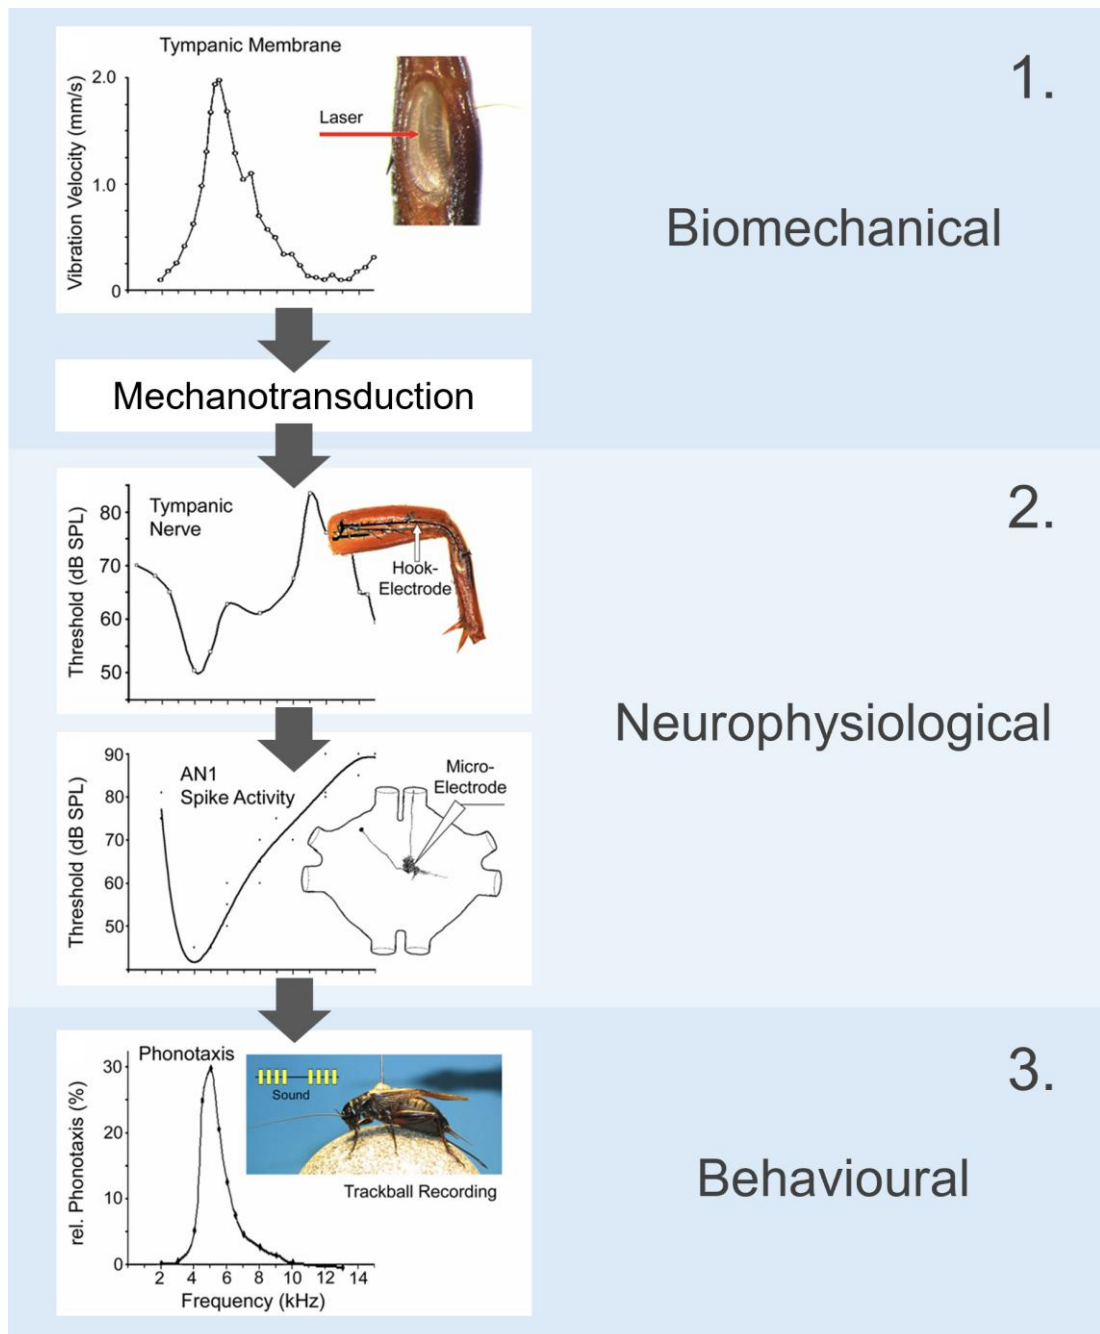 1.
Tympanic Membrane
Vibration Velocity (mm/s)
2.0
1.0
0
Laser
Biomechanical
Mechanotransduction
2.
Tympanic
Nerve
Threshold (dB SPL)
80
70
60
50
Hook-
Electrode
Neurophysiological
AN1
Spike Activity
Threshold (dB SPL)
90
80
70
60
50
Micro-
Electrode
3.
Phonotaxis
rel. Phonotaxis (%)
30
20
10
0
Sound
Trackball Recording
2 4 6 8 10 12 14
Frequency (kHz)
Behavioural